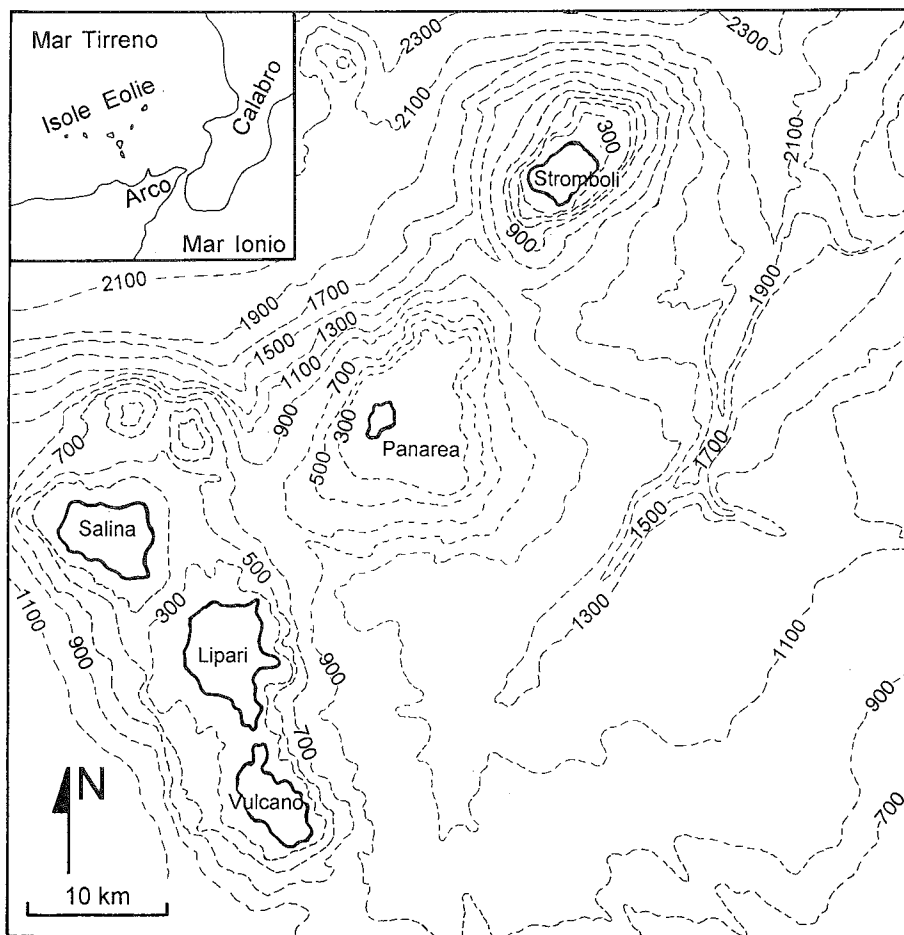 Mar Tirreno
Isole Eolie
Calabro
Arco
Mar Ionio
2300
2300
2100
2100
300
Stromboli
900
2100
1900
1700
1900
1500
1300
1100
700
900
300
Panarea
500
700
1700
Salina
1500
500
1100
300
1300
900
Lipari
1100
900
900
700
Vulcano
700
N
10 km